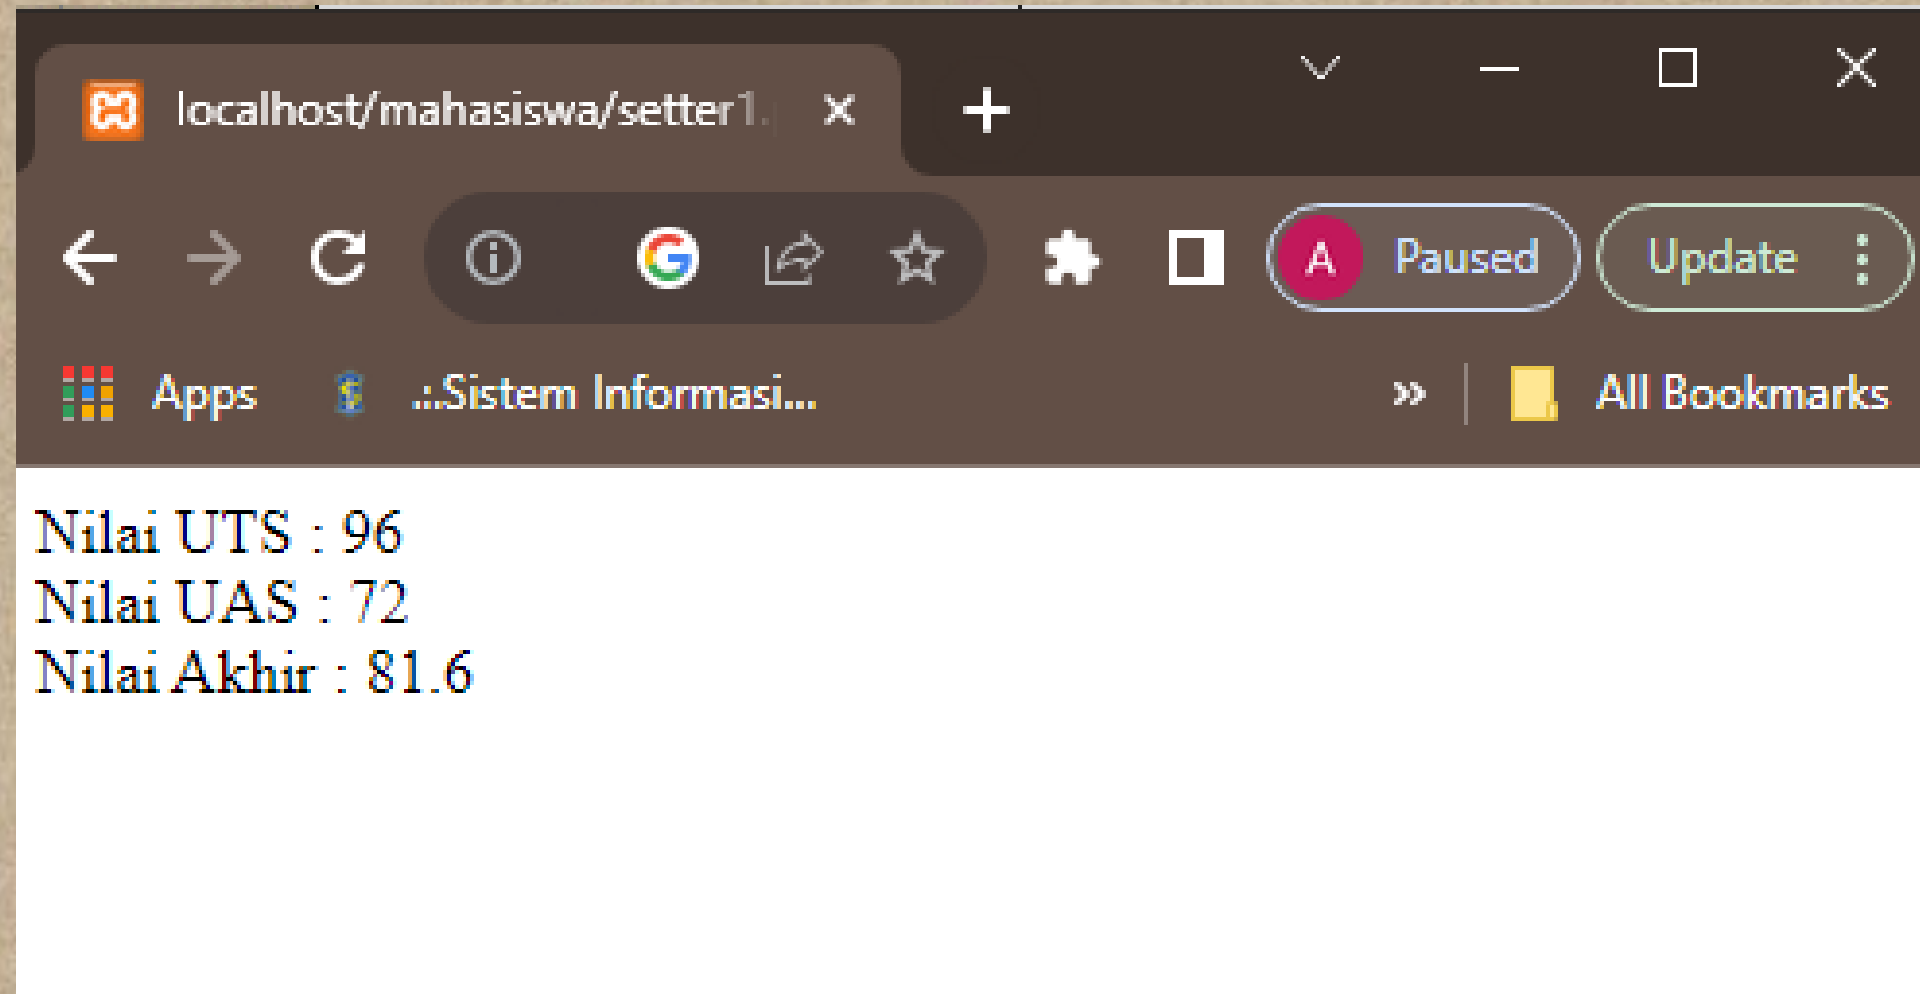 localhost/mahasiswa/setter1.
A Paused Update
Apps .:.Sistem Informasi... » All Bookmarks
Nilai UTS : 96
Nilai UAS : 72
Nilai Akhir : 81.6